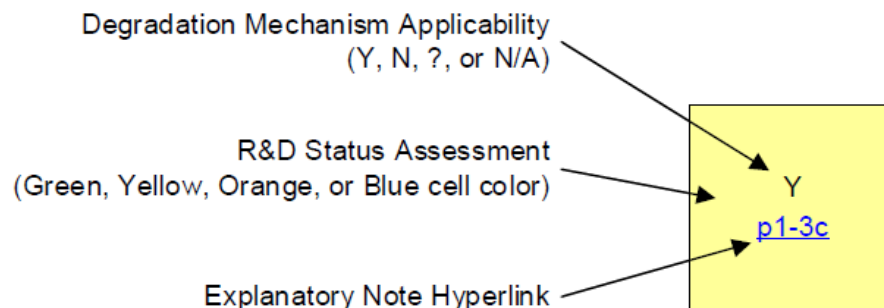 Degradation Mechanism Applicability
(Y, N, ?, or N/A)
R&D Status Assessment
(Green, Yellow, Orange, or Blue cell color)
Y
p1-3c
Explanatory Note Hyperlink